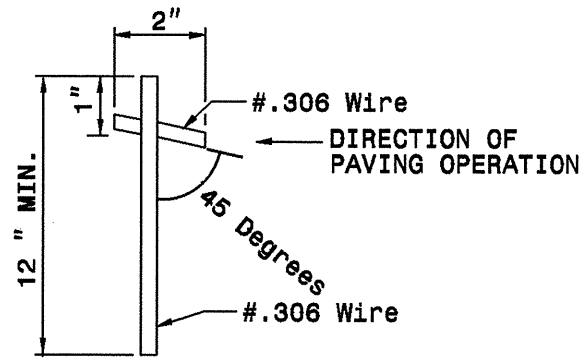 2"
1"
#.306 Wire
DIRECTION OF
PAVING OPERATION
12 " MIN.
45 Degrees
#.306 Wire